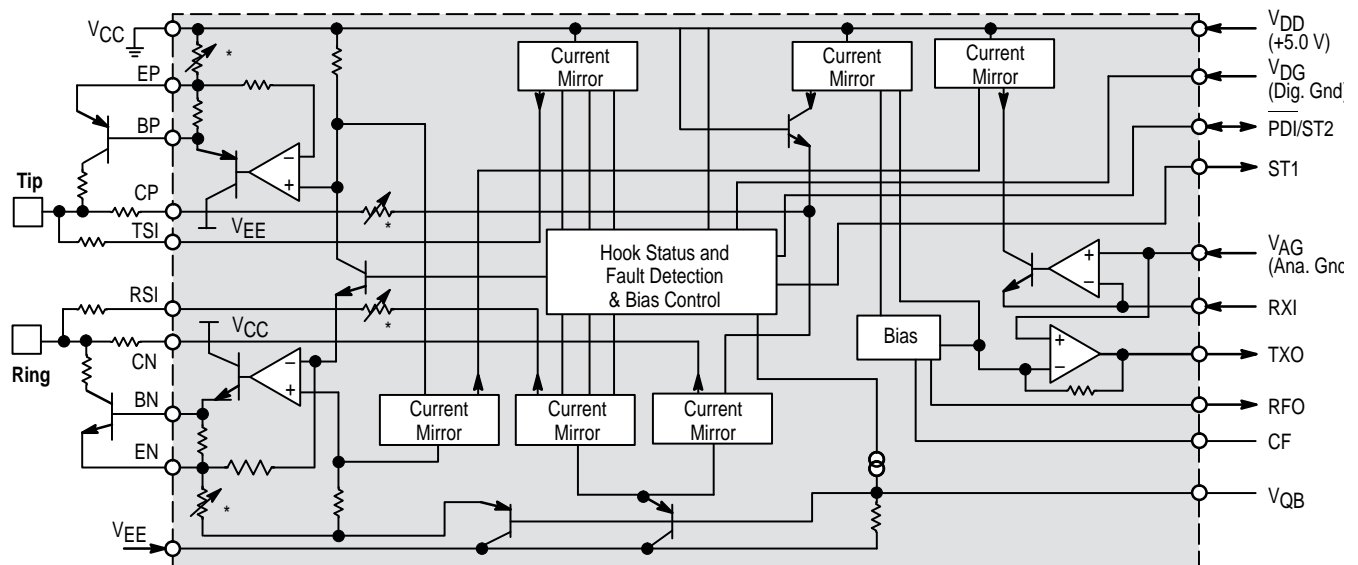 VCC
EP
BP
Tip
CP
TSI
RSI
CN
Ring
BN
EN
VEE
*
VEE
VCC
*
*
*
Current
Mirror
Current
Mirror
Current
Mirror
Hook Status and
Fault Detection
& Bias Control
Bias
Current
Mirror
Current
Mirror
Current
Mirror
–
+
–
+
+
–
+
–
VDD
(+5.0 V)
VDG
(Dig. Gnd)
PDI/ST2
ST1
VAG
(Ana. Gnd
RXI
TXO
RFO
CF
VQB